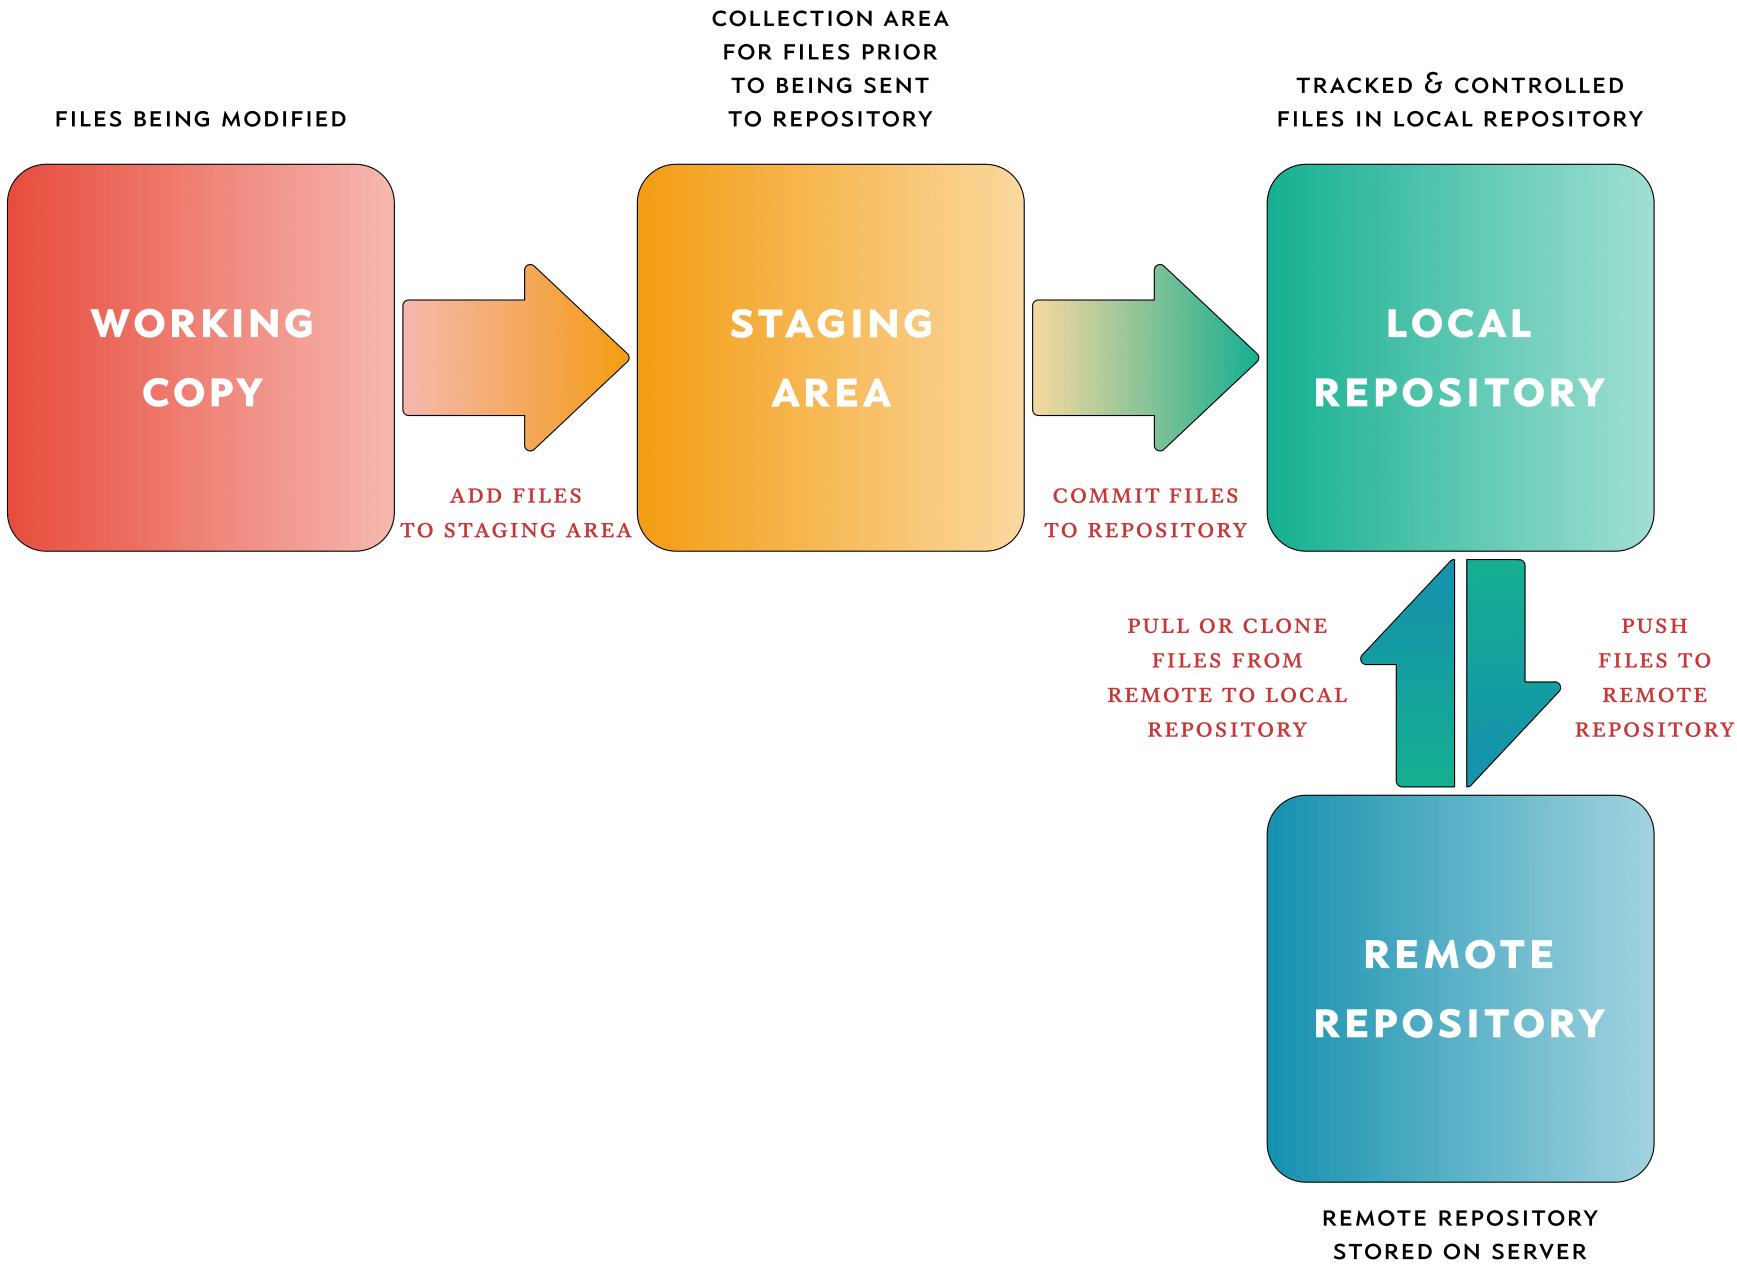 COLLECTION AREA
FOR FILES PRIOR
TO BEING SENT
TO REPOSITORY
FILES BEING MODIFIED
TRACKED & CONTROLLED
FILES IN LOCAL REPOSITORY
WORKING
COPY
STAGING
AREA
LOCAL
REPOSITORY
ADD FILES
TO STAGING AREA
COMMIT FILES
TO REPOSITORY
PULL OR CLONE
FILES FROM
REMOTE TO LOCAL
REPOSITORY
PUSH
FILES TO
REMOTE
REPOSITORY
REMOTE
REPOSITORY
REMOTE REPOSITORY
STORED ON SERVER